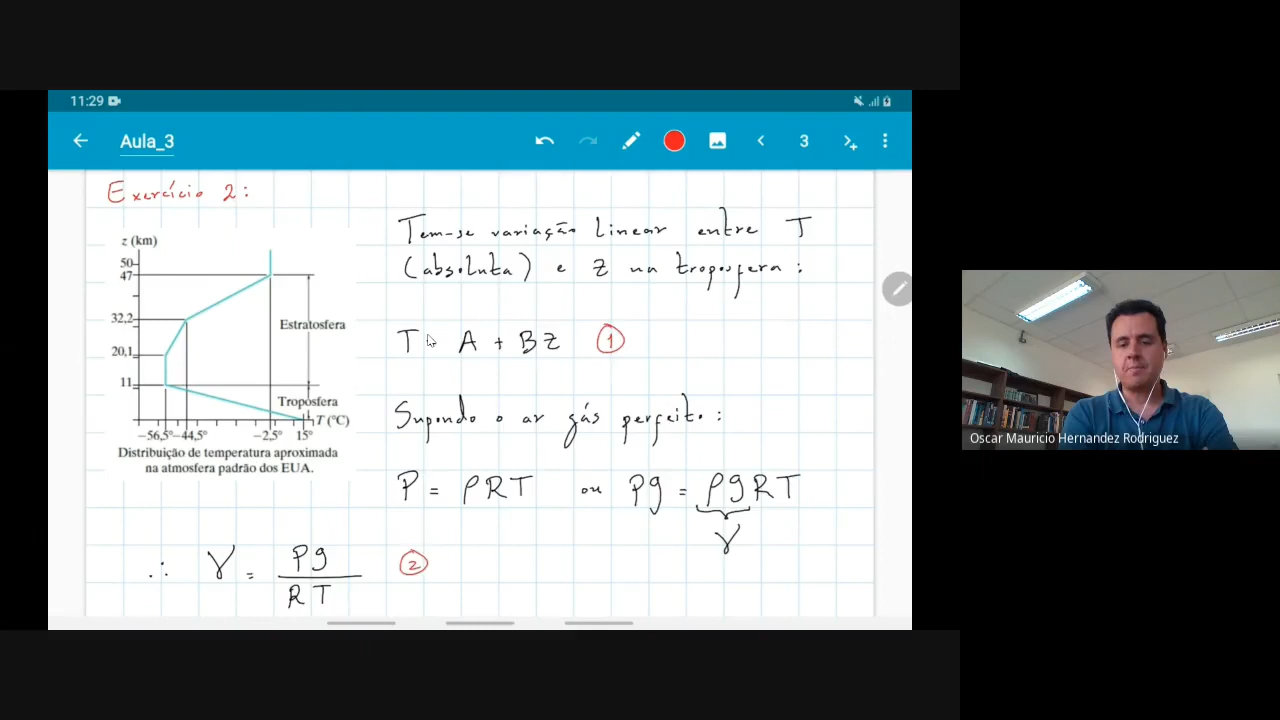 11:29
Aula_3
3
Exercício 2:
z (km)
50
47
32,2
20,1
11
Estratosfera
Troposfera
T (°C)
−56,5° −44,5° −2,5° 15°
Distribuição de temperatura aproximada
na atmosfera padrão dos EUA.
Tem-se variação linear entre T
(absoluta) e z na troposfera:
T A + Bz ①
Supondo o ar gás perfeito:
P = ρRT ou Pg = ρgRT
γ
∴ γ = Pg / RT ②
Oscar Mauricio Hernandez Rodriguez